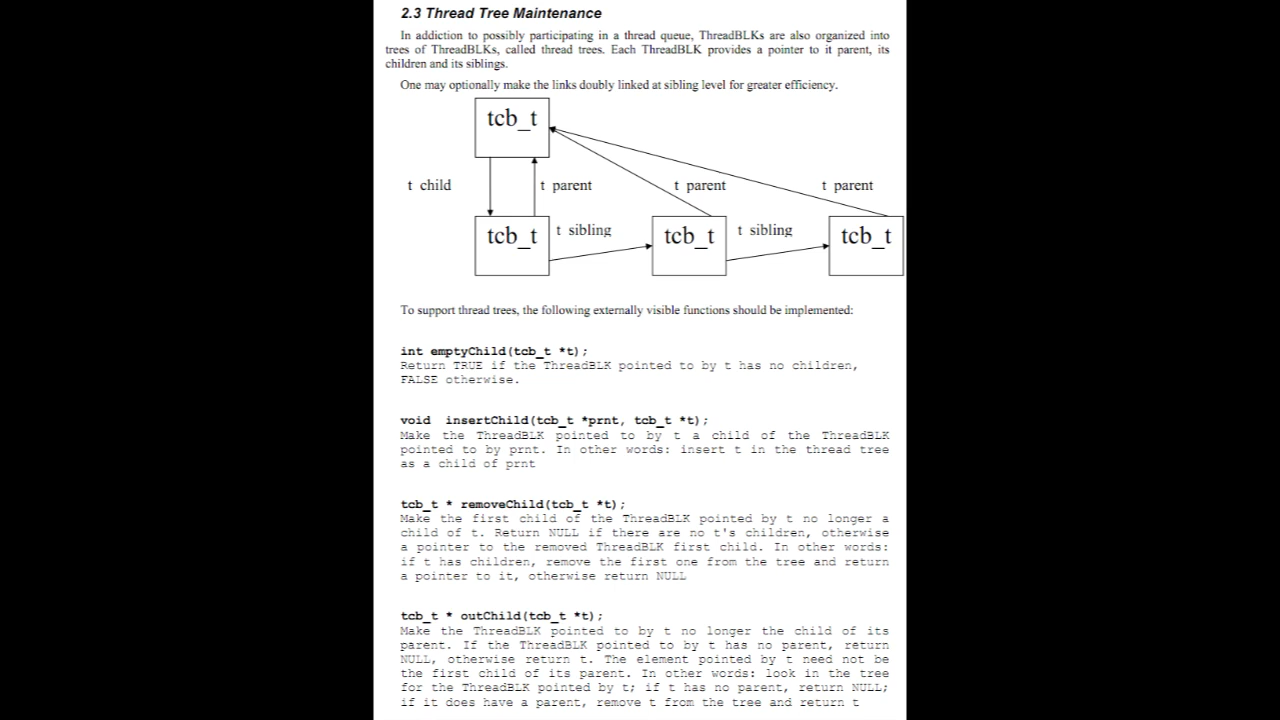 2.3 Thread Tree Maintenance
In addiction to possibly participating in a thread queue, ThreadBLKs are also organized into
trees of ThreadBLKs, called thread trees. Each ThreadBLK provides a pointer to it parent, its
children and its siblings.
One may optionally make the links doubly linked at sibling level for greater efficiency.
tcb_t
t child
t parent
t parent
t parent
tcb_t
t sibling
tcb_t
t sibling
tcb_t
To support thread trees, the following externally visible functions should be implemented:
int emptyChild(tcb_t *t);
Return TRUE if the ThreadBLK pointed to by t has no children,
FALSE otherwise.
void insertChild(tcb_t *prnt, tcb_t *t);
Make the ThreadBLK pointed to by t a child of the ThreadBLK
pointed to by prnt. In other words: insert t in the thread tree
as a child of prnt
tcb_t * removeChild(tcb_t *t);
Make the first child of the ThreadBLK pointed by t no longer a
child of t. Return NULL if there are no t's children, otherwise
a pointer to the removed ThreadBLK first child. In other words:
if t has children, remove the first one from the tree and return
a pointer to it, otherwise return NULL
tcb_t * outChild(tcb_t *t);
Make the ThreadBLK pointed to by t no longer the child of its
parent. If the ThreadBLK pointed to by t has no parent, return
NULL, otherwise return t. The element pointed by t need not be
the first child of its parent. In other words: look in the tree
for the ThreadBLK pointed by t; if t has no parent, return NULL;
if it does have a parent, remove t from the tree and return t